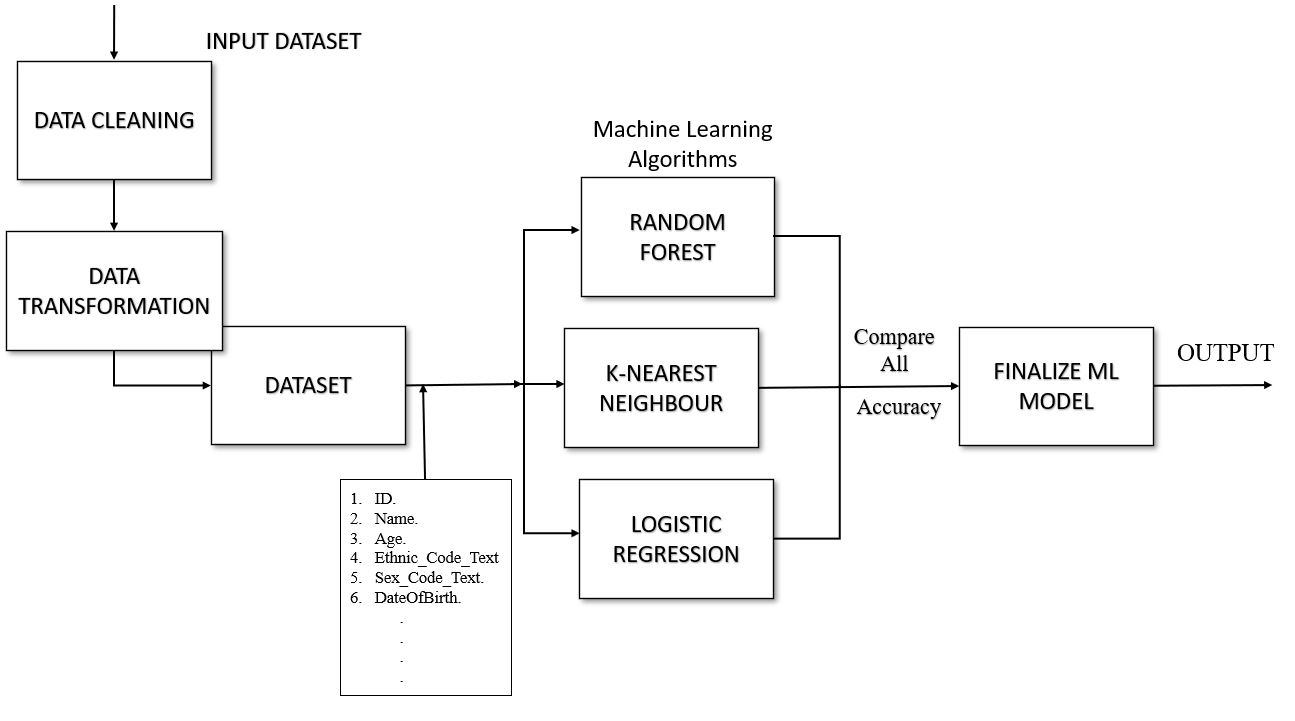 INPUT DATASET
DATA CLEANING
DATA
TRANSFORMATION
DATASET
1. ID.
2. Name.
3. Age.
4. Ethnic_Code_Text
5. Sex_Code_Text.
6. DateOfBirth.
.
.
.
.
Machine Learning
Algorithms
RANDOM
FOREST
K-NEAREST
NEIGHBOUR
LOGISTIC
REGRESSION
Compare
All
Accuracy
FINALIZE ML
MODEL
OUTPUT